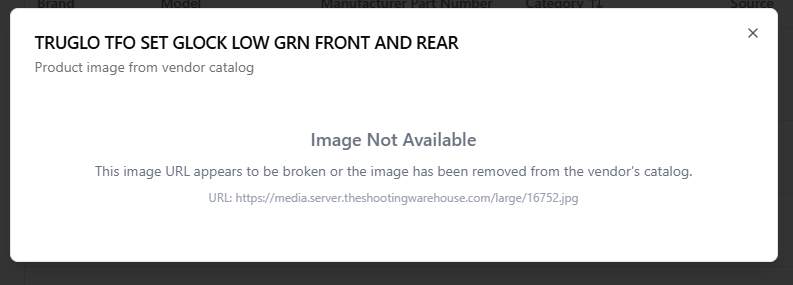 Brand Model Manufacturer Part Number Category Source
TRUGLO TFO SET GLOCK LOW GRN FRONT AND REAR
Product image from vendor catalog
Image Not Available
This image URL appears to be broken or the image has been removed from the vendor's catalog.
URL: https://media.server.theshootingwarehouse.com/large/16752.jpg